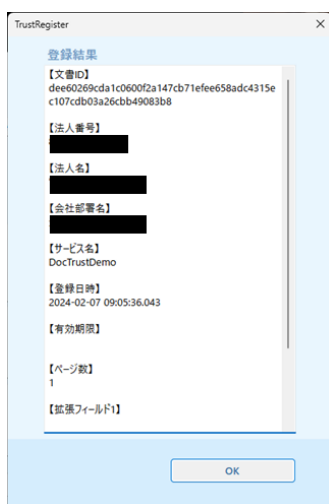 TrustRegister
登録結果
【文書ID】
dee60269cda1c0600f2a147cb71efee658adc4315e
c107cdb03a26cbb49083b8
【法人番号】
【法人名】
【会社部署名】
【サービス名】
DocTrustDemo
【登録日時】
2024-02-07 09:05:36.043
【有効期限】
【ページ数】
1
【拡張フィールド1】
OK